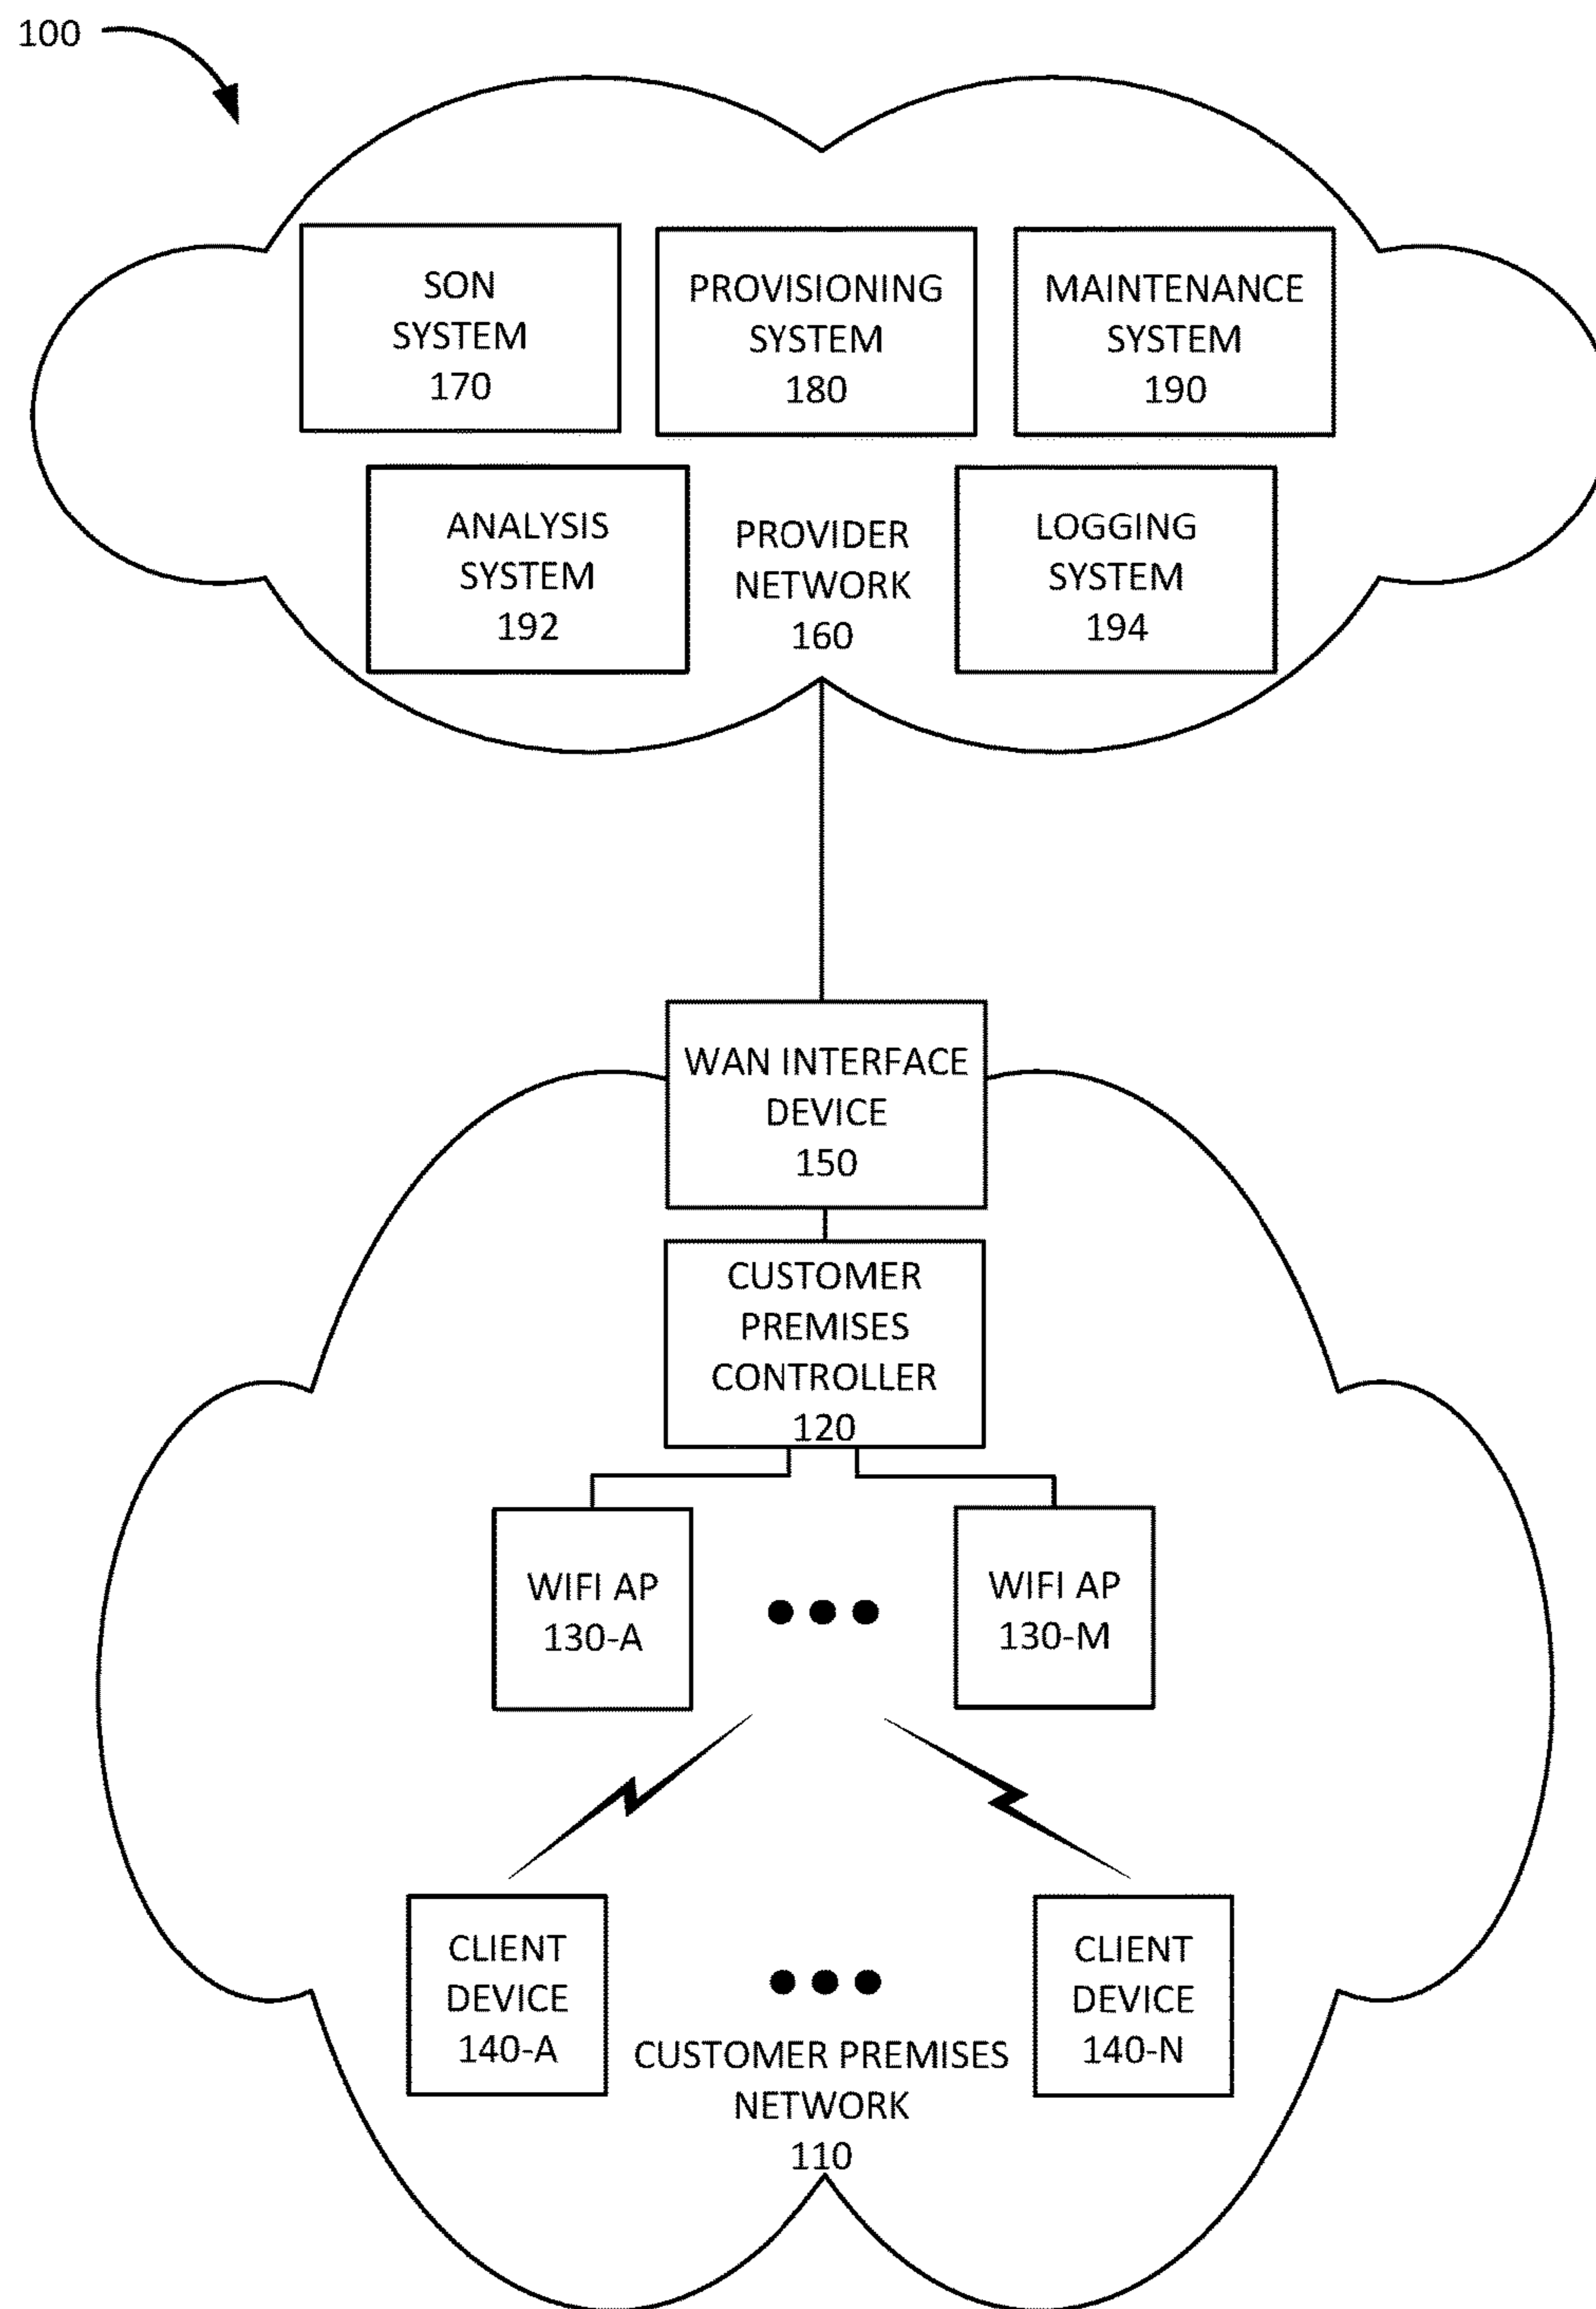 100
SON
SYSTEM
170
PROVISIONING
SYSTEM
180
MAINTENANCE
SYSTEM
190
ANALYSIS
SYSTEM
192
PROVIDER
NETWORK
160
LOGGING
SYSTEM
194
WAN INTERFACE
DEVICE
150
CUSTOMER
PREMISES
CONTROLLER
120
WIFI AP
130-A
WIFI AP
130-M
CLIENT
DEVICE
140-A
CLIENT
DEVICE
140-N
CUSTOMER PREMISES
NETWORK
110